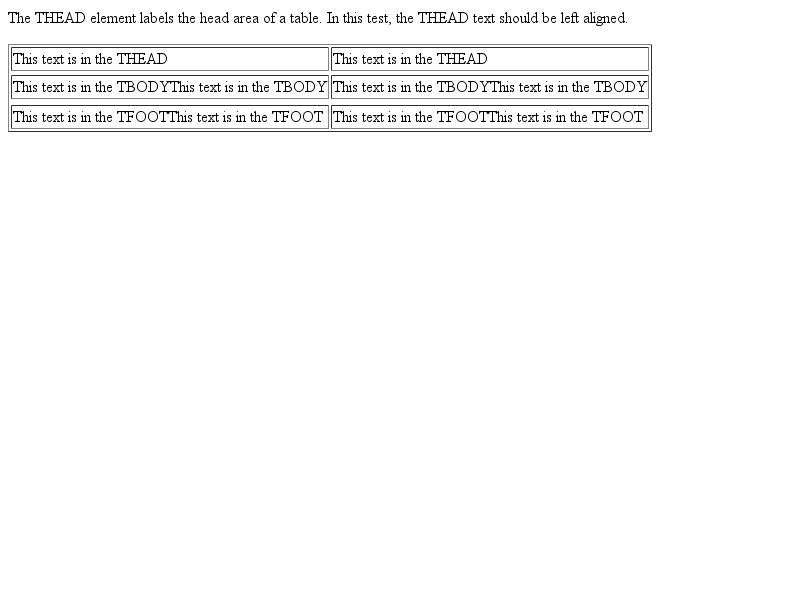 The THEAD element labels the head area of a table. In this test, the THEAD text should be left aligned.
This text is in the THEAD This text is in the THEAD
This text is in the TBODYThis text is in the TBODY This text is in the TBODYThis text is in the TBODY
This text is in the TFOOTThis text is in the TFOOT This text is in the TFOOTThis text is in the TFOOT